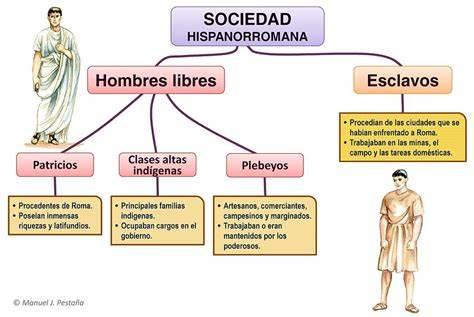 SOCIEDAD
HISPANORROMANA
Hombres libres
Esclavos
• Procedian de las ciudades que se
habían enfrentado a Roma.
• Trabajaban en las minas, el
campo y las tareas domésticas.
Patricios
Clases altas
indígenas
Plebeyos
• Procedentes de Roma.
• Poseían inmensas
riquezas y latifundios.
• Principales familias
indigenas.
• Ocupaban cargos en el
gobierno.
• Artesanos, comerciantes,
campesinos y marginados.
• Trabajaban o eran
mantenidos por los
poderosos.
© Manuel J. Pestaña